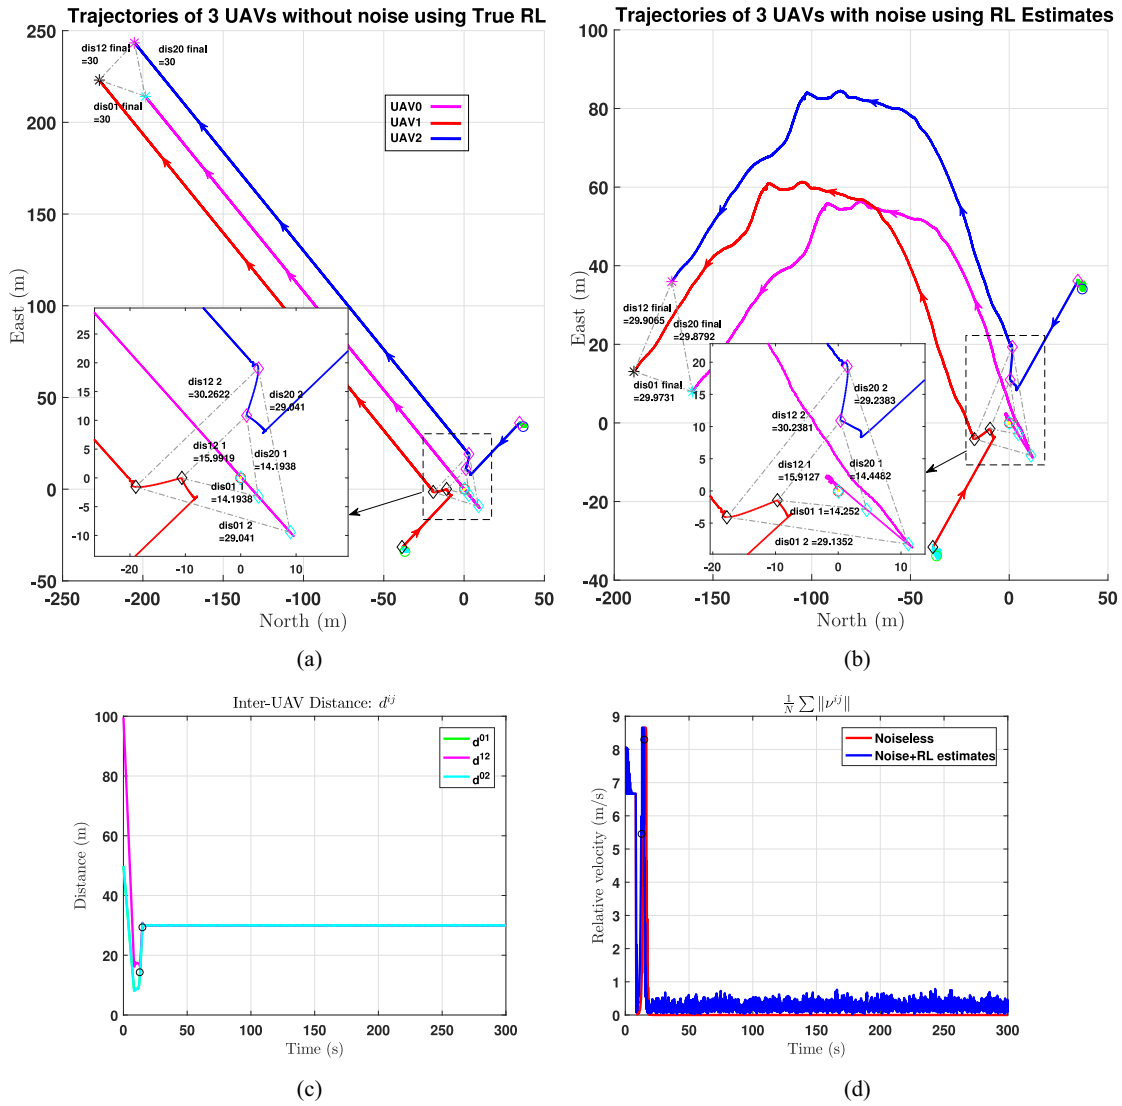 Trajectories of 3 UAVs without noise using True RL
250
200
150
100
50
0
-50
East (m)
-250
-200
-150
-100
-50
0
50
North (m)
dis12 final
=30
dis20 final
=30
dis01 final
=30
UAV0
UAV1
UAV2
25
20
15
10
5
0
-5
-10
-20
-10
0
10
dis12 2
=30.2622
dis20 2
=29.041
dis12 1
=15.9919
dis20 1
=14.1938
dis01 1
=14.1938
dis01 2
=29.041
(a)
Trajectories of 3 UAVs with noise using RL Estimates
100
80
60
40
20
0
-20
-40
East (m)
-200
-150
-100
-50
0
50
North (m)
dis12 final
=29.9065
dis20 final
=29.8792
dis01 final
=29.9731
20
15
10
5
0
-5
-20
-10
0
10
dis20 2
=29.2383
dis12 2
=30.2381
dis12 1
=15.9127
dis20 1
=14.4482
dis01 1=14.252
dis01 2 =29.1352
(b)
Inter-UAV Distance: d^{ij}
100
80
60
40
20
0
Distance (m)
0
50
100
150
200
250
300
Time (s)
d^{01}
d^{12}
d^{02}
(c)
\frac{1}{N} \sum \|\nu^{ij}\|
9
8
7
6
5
4
3
2
1
0
Relative velocity (m/s)
0
50
100
150
200
250
300
Time (s)
Noiseless
Noise+RL estimates
(d)